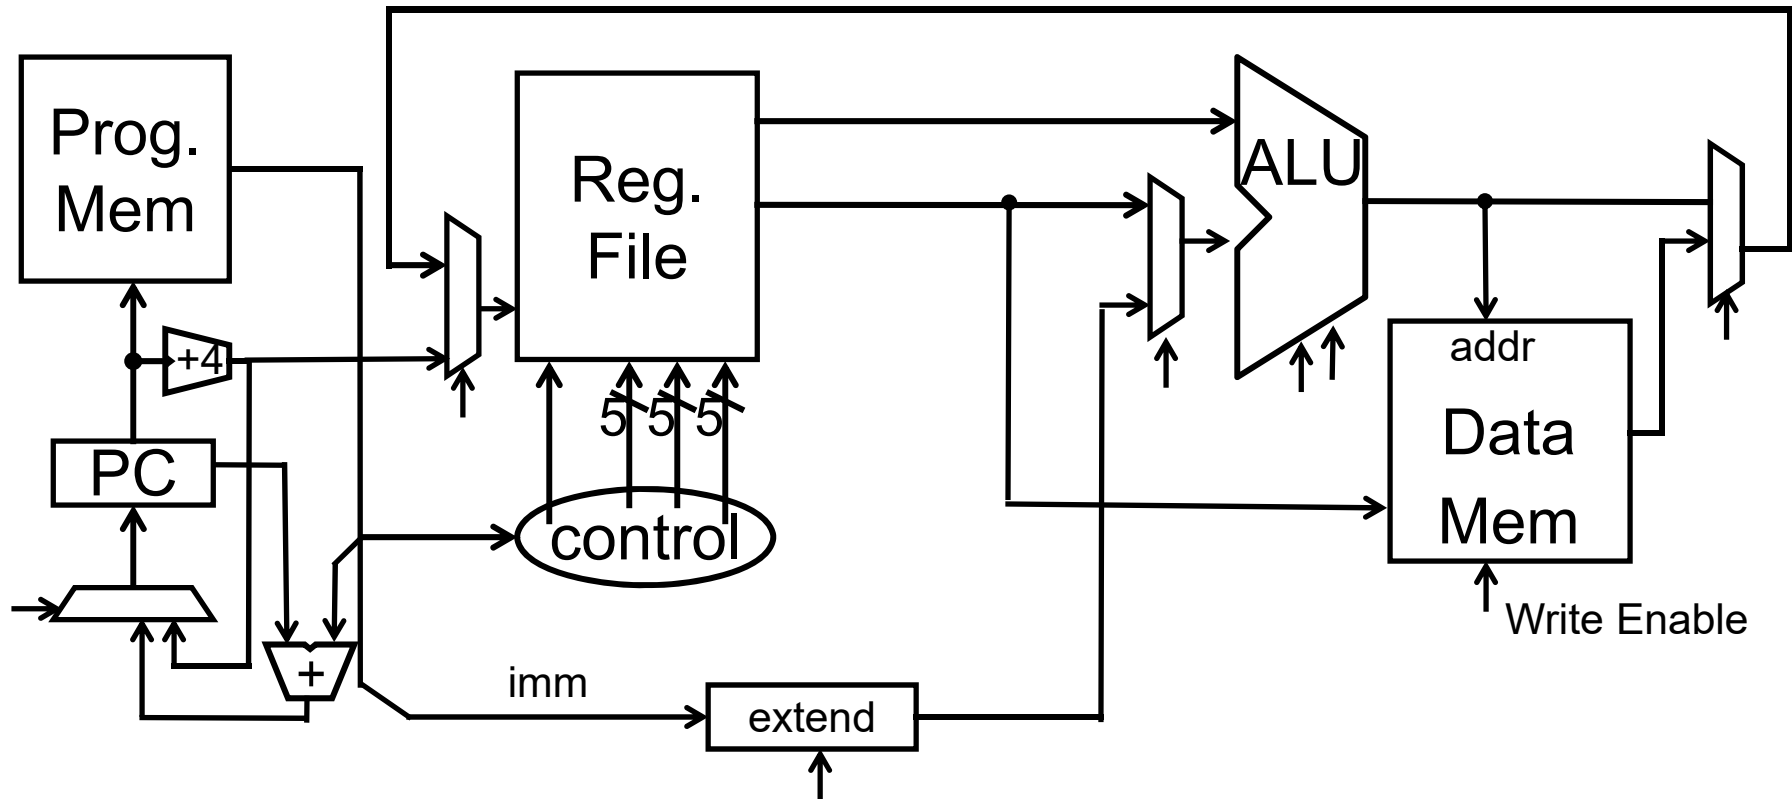 Prog.
Mem
Reg.
File
ALU
+4
addr
5 5 5
Data
PC
Mem
control
Write Enable
+
imm
extend